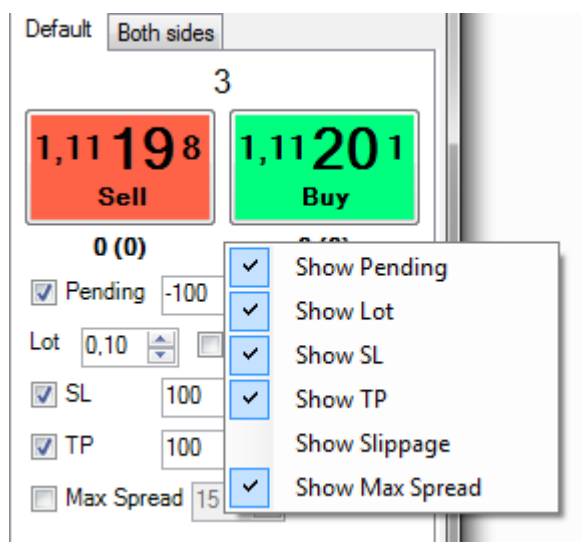 Default Both sides
3
1,11 19 8 1,11 20 1
Sell Buy
0 (0)
Pending -100
Lot 0,10
SL 100
TP 100
Max Spread 15
Show Pending
Show Lot
Show SL
Show TP
Show Slippage
Show Max Spread